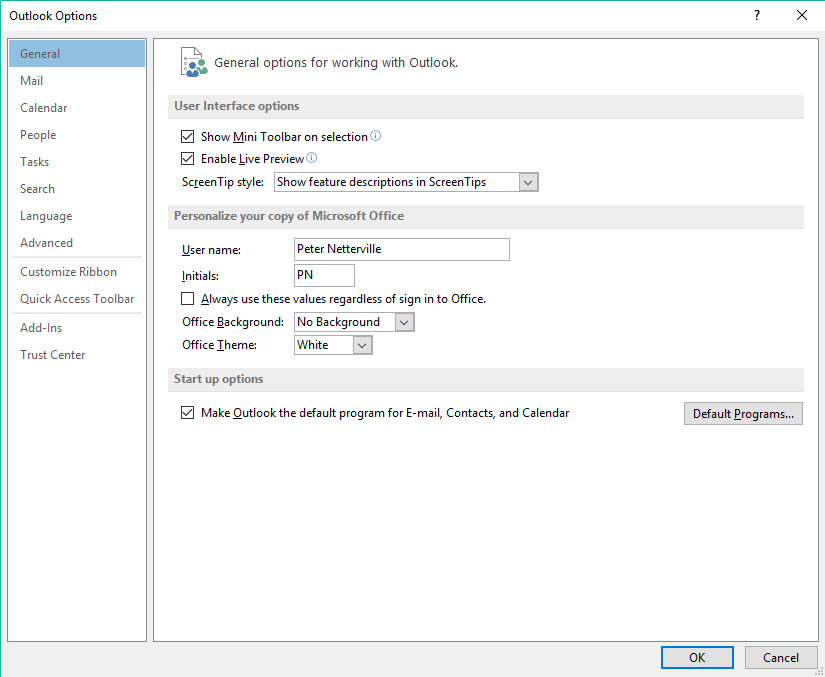 Outlook Options ?
General
Mail
Calendar
People
Tasks
Search
Language
Advanced
Customize Ribbon
Quick Access Toolbar
Add-Ins
Trust Center
General options for working with Outlook.
User Interface options
Show Mini Toolbar on selection
Enable Live Preview
ScreenTip style: Show feature descriptions in ScreenTips
Personalize your copy of Microsoft Office
User name: Peter Netterville
Initials: PN
Always use these values regardless of sign in to Office.
Office Background: No Background
Office Theme: White
Start up options
Make Outlook the default program for E-mail, Contacts, and Calendar Default Programs...
OK Cancel